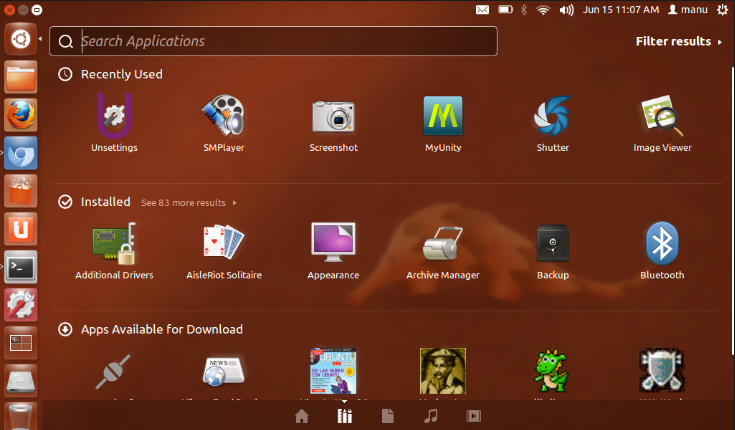 Jun 15 11:07 AM manu
Search Applications
Filter results
Recently Used
Unsettings SMPlayer Screenshot MyUnity Shutter Image Viewer
Installed See 83 more results
Additional Drivers AisleRiot Solitaire Appearance Archive Manager Backup Bluetooth
Apps Available for Download
NEWS